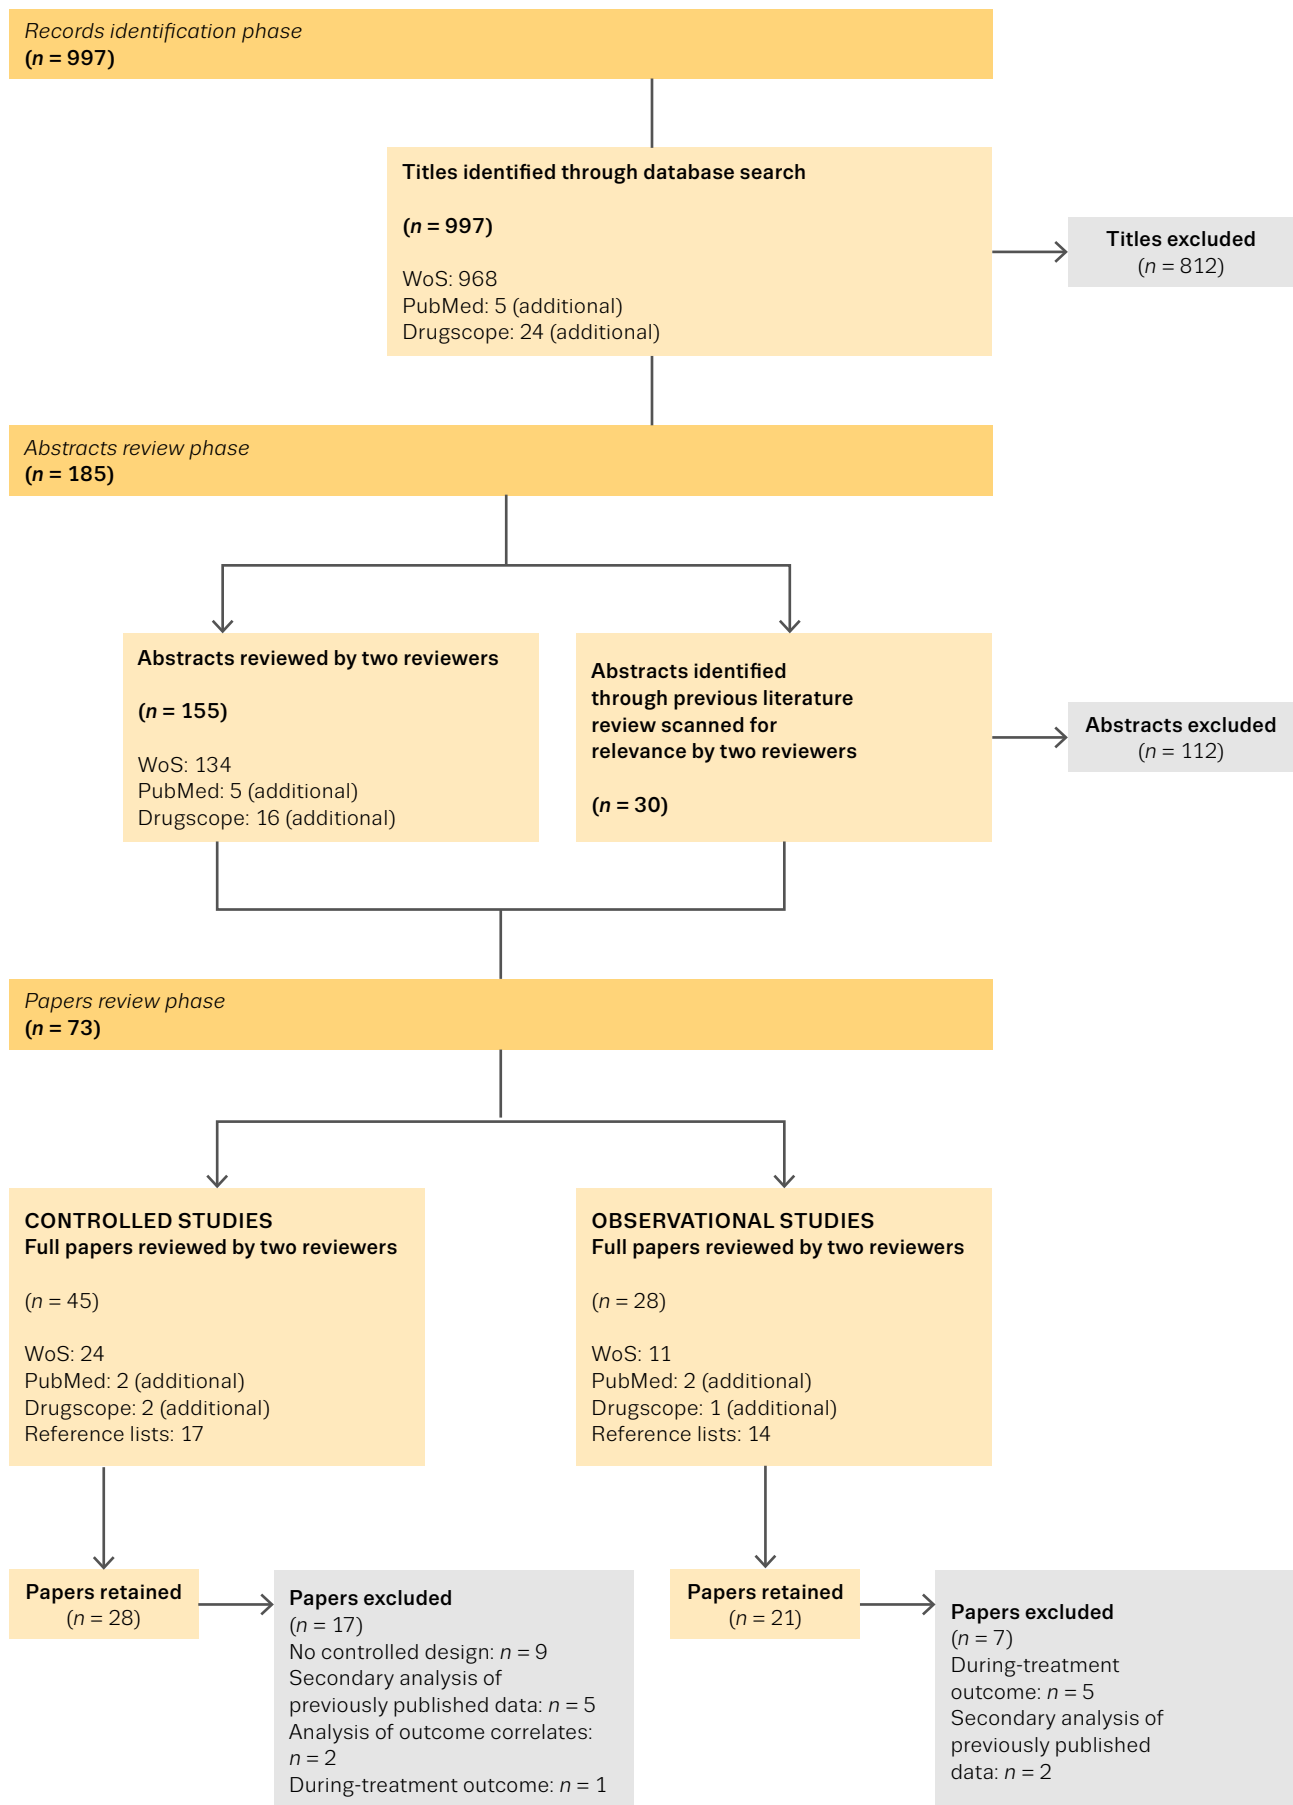 Records identification phase
(n = 997)
Titles identified through database search
(n = 997)
WoS: 968
PubMed: 5 (additional)
Drugscope: 24 (additional)
Titles excluded
(n = 812)
Abstracts review phase
(n = 185)
Abstracts reviewed by two reviewers
(n = 155)
WoS: 134
PubMed: 5 (additional)
Drugscope: 16 (additional)
Abstracts identified
through previous literature
review scanned for
relevance by two reviewers
(n = 30)
Abstracts excluded
(n = 112)
Papers review phase
(n = 73)
CONTROLLED STUDIES
Full papers reviewed by two reviewers
(n = 45)
WoS: 24
PubMed: 2 (additional)
Drugscope: 2 (additional)
Reference lists: 17
OBSERVATIONAL STUDIES
Full papers reviewed by two reviewers
(n = 28)
WoS: 11
PubMed: 2 (additional)
Drugscope: 1 (additional)
Reference lists: 14
Papers retained
(n = 28)
Papers excluded
(n = 17)
No controlled design: n = 9
Secondary analysis of
previously published data: n = 5
Analysis of outcome correlates:
n = 2
During-treatment outcome: n = 1
Papers retained
(n = 21)
Papers excluded
(n = 7)
During-treatment
outcome: n = 5
Secondary analysis of
previously published
data: n = 2